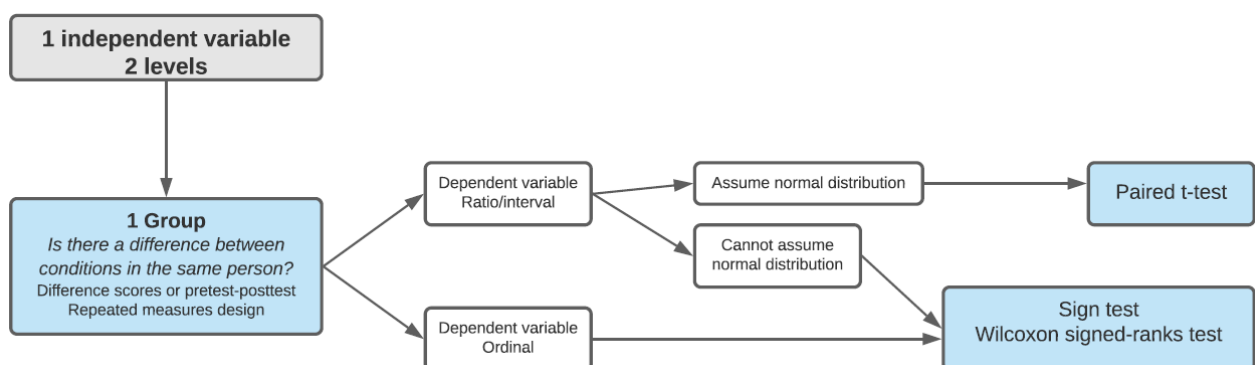 1 independent variable
2 levels
1 Group
Is there a difference between
conditions in the same person?
Difference scores or pretest-posttest
Repeated measures design
Dependent variable
Ratio/interval
Assume normal distribution
Paired t-test
Cannot assume
normal distribution
Dependent variable
Ordinal
Sign test
Wilcoxon signed-ranks test